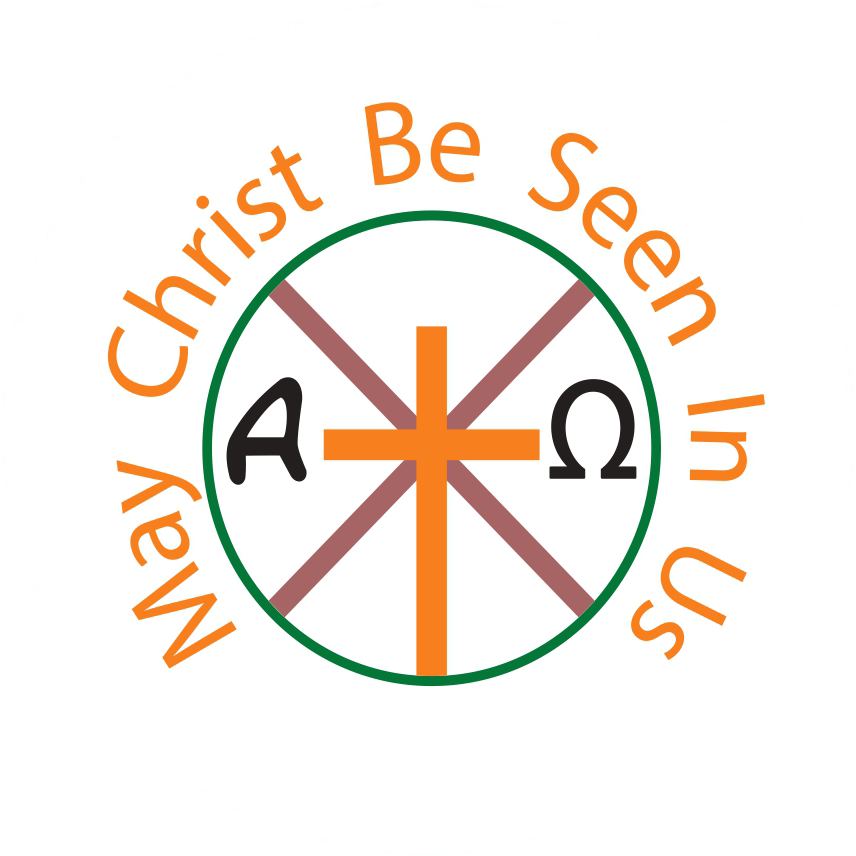 May Christ Be Seen In Us
Α Ω